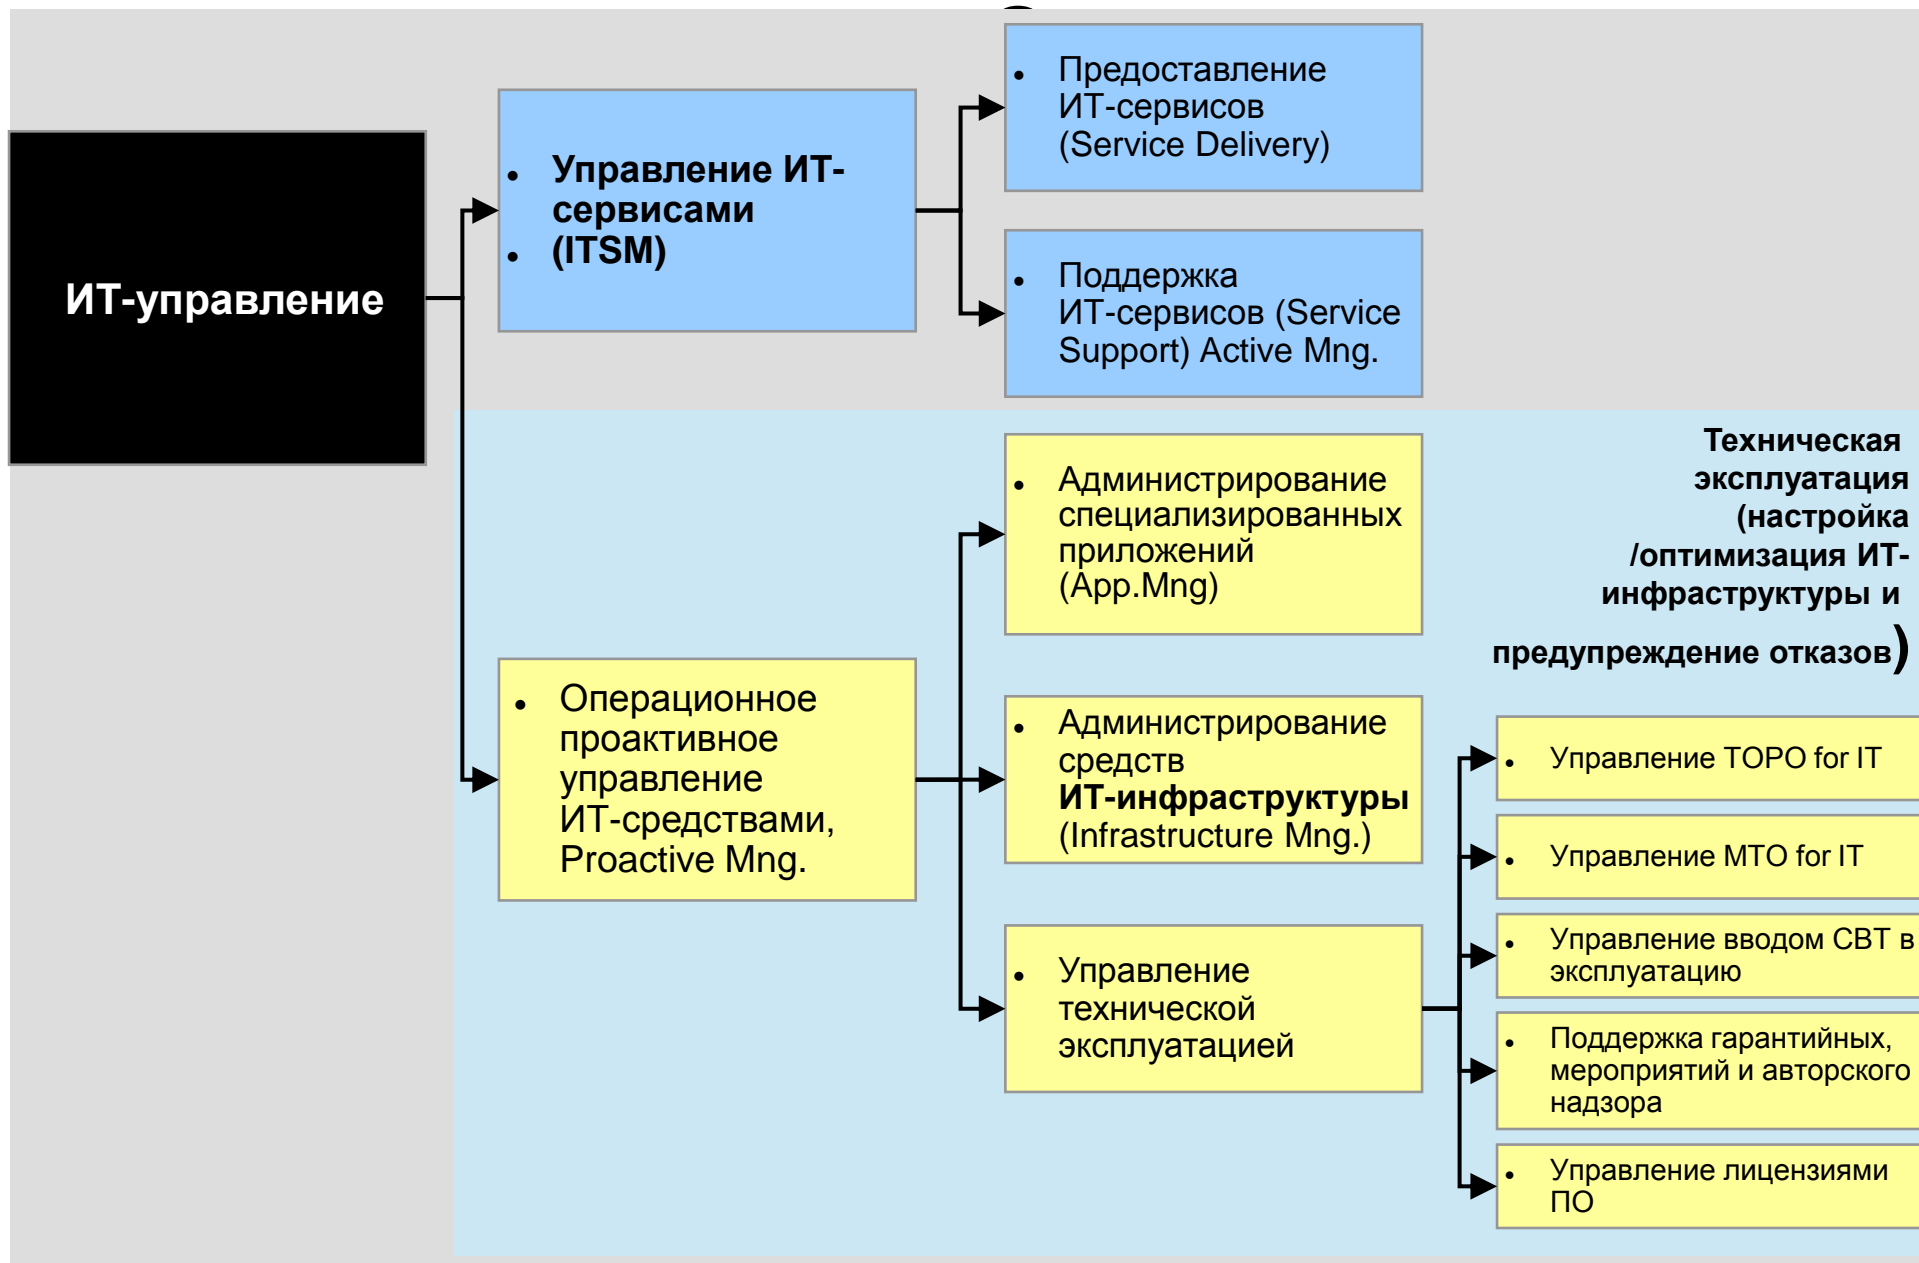 ИТ-управление
Управление ИТ-
сервисами
(ITSM)
Предоставление
ИТ-сервисов
(Service Delivery)
Поддержка
ИТ-сервисов (Service
Support) Active Mng.
Техническая
эксплуатация
(настройка
/оптимизация ИТ-
инфраструктуры и
предупреждение отказов)
Операционное
проактивное
управление
ИТ-средствами,
Proactive Mng.
Администрирование
специализированных
приложений
(App.Mng)
Администрирование
средств
ИТ-инфраструктуры
(Infrastructure Mng.)
Управление
технической
эксплуатацией
Управление ТОРО for IT
Управление МТО for IT
Управление вводом СВТ в
эксплуатацию
Поддержка гарантийных,
мероприятий и авторского
надзора
Управление лицензиями
ПО